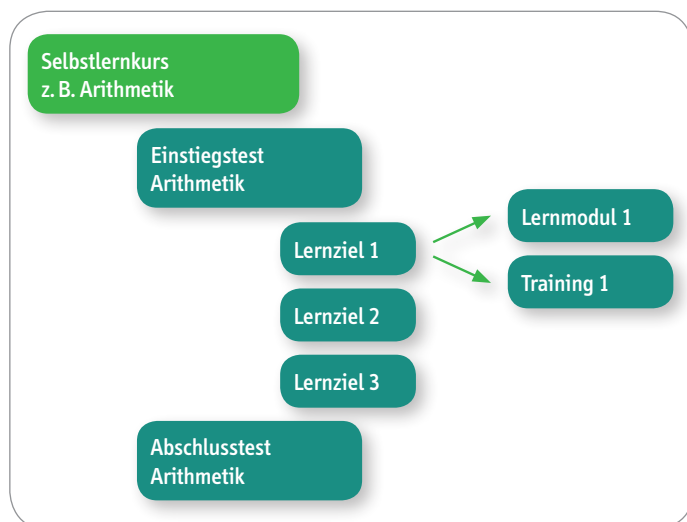 Selbstlernkurs
z. B. Arithmetik
Einstiegstest
Arithmetik
Lernziel 1
Lernmodul 1
Training 1
Lernziel 2
Lernziel 3
Abschlusstest
Arithmetik